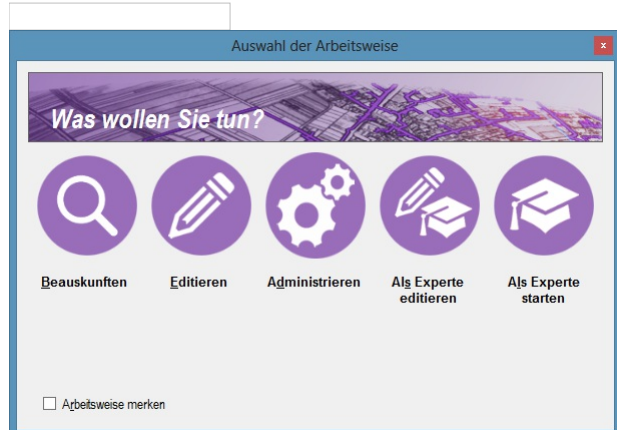 Auswahl der Arbeitsweise
x
Was wollen Sie tun?
Beauskunften Editieren Administrieren Als Experte Als Experte
editieren starten
Arbeitsweise merken